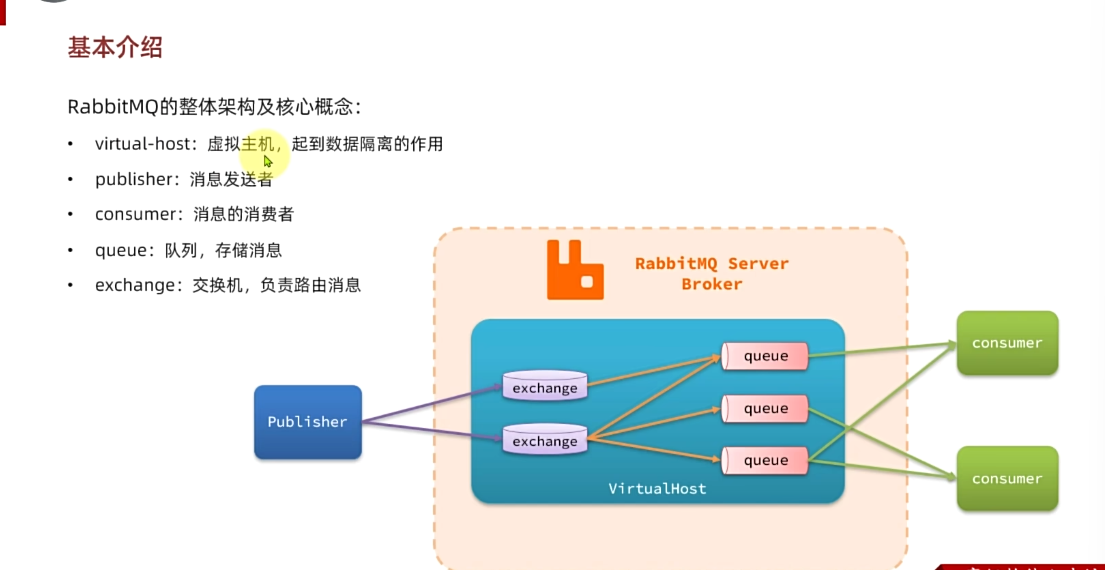 基本介绍
RabbitMQ的整体架构及核心概念：
• virtual-host：虚拟主机，起到数据隔离的作用
• publisher：消息发送者
• consumer：消息的消费者
• queue：队列，存储消息
• exchange：交换机，负责路由消息
RabbitMQ Server
Broker
Publisher
exchange
exchange
queue
queue
queue
VirtualHost
consumer
consumer